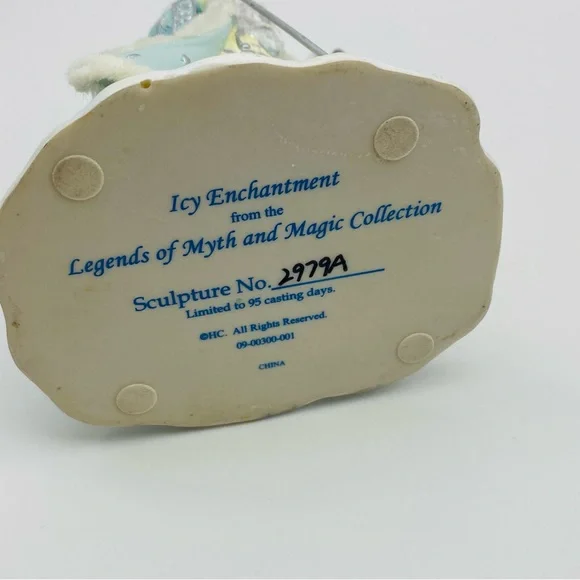 Icy Enchantment
from the
Legends of Myth and Magic Collection
Sculpture No. 2979A
Limited to 95 casting days.
©HC. All Rights Reserved.
09-00300-001
CHINA